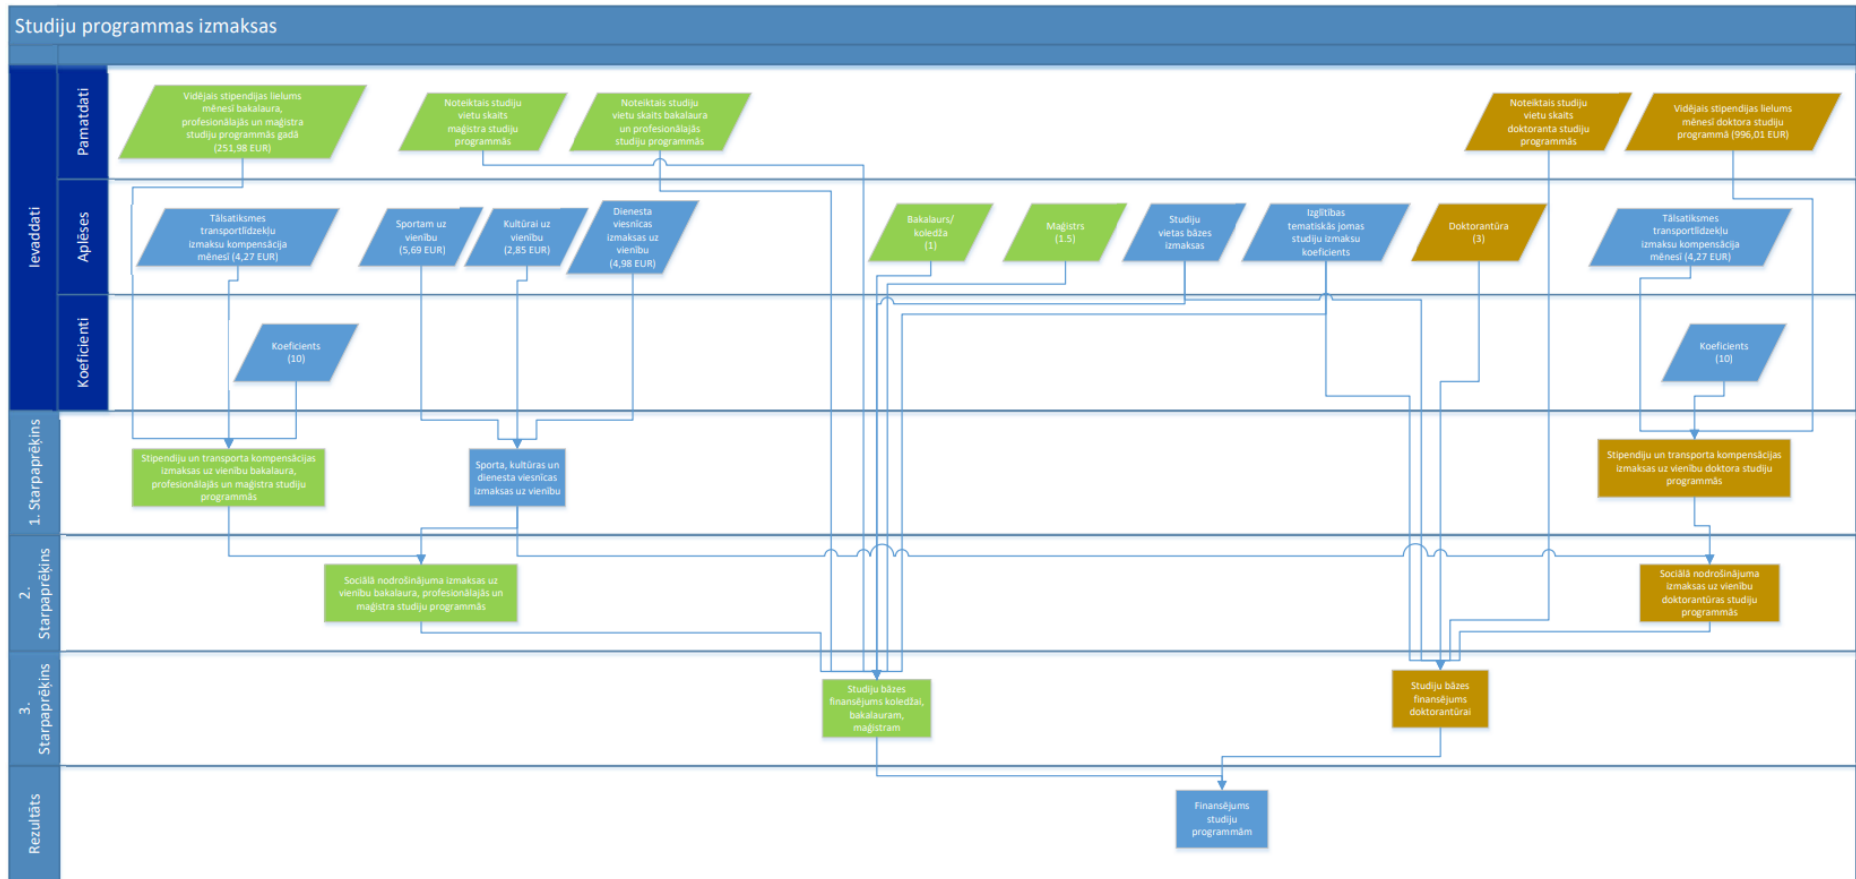 Studiju programmas izmaksas
Ievaddati
Pamatdati
Vidējais stipendijas lielums
mēnesī bakalaura,
profesionālajās un maģistra
studiju programmās gadā
(251,98 EUR)
Noteiktais studiju
vietu skaits
maģistra studiju
programmās
Noteiktais studiju
vietu skaits bakalaura
un profesionālajās
studiju programmās
Noteiktais studiju
vietu skaits
doktoranta studiju
programmās
Vidējais stipendijas lielums
mēnesī doktora studiju
programmā (996,01 EUR)
Aplēses
Tālsatiksmes
transportlīdzekļu
izmaksu kompensācija
mēnesī (4,27 EUR)
Sportam uz
vienību
(5,69 EUR)
Kultūrai uz
vienību
(2,85 EUR)
Dienesta
viesnīcas
izmaksas uz
vienību
(4,98 EUR)
Bakalaurs/
koledža
(1)
Maģistrs
(1.5)
Studiju
vietas bāzes
izmaksas
Izglītības
tematiskās jomas
studiju izmaksu
koeficients
Doktorantūra
(3)
Tālsatiksmes
transportlīdzekļu
izmaksu kompensācija
mēnesī (4,27 EUR)
Koeficienti
Koeficients
(10)
Koeficients
(10)
1. Starpaprēķins
Stipendiju un transporta kompensācijas
izmaksas uz vienību bakalaura,
profesionālajās un maģistra studiju
programmās
Sporta, kultūras un
dienesta viesnīcas
izmaksas uz vienību
Stipendiju un transporta kompensācijas
izmaksas uz vienību doktora studiju
programmās
2.
Starpaprēķins
Sociālā nodrošinājuma izmaksas uz
vienību bakalaura, profesionālajās un
maģistra studiju programmās
Sociālā nodrošinājuma
izmaksas uz vienību
doktorantūras studiju
programmās
3.
Starpaprēķins
Studiju bāzes
finansējums koledžai,
bakalauram,
maģistram
Studiju bāzes
finansējums
doktorantūrai
Rezultāts
Finansējums
studiju
programmām